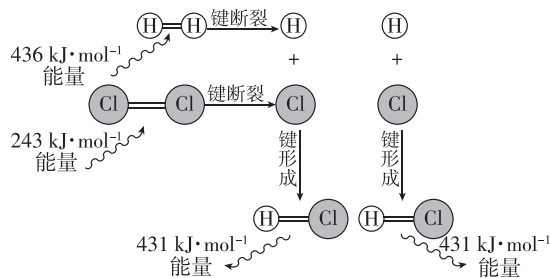 H H 键断裂 H H
436 kJ·mol⁻¹
能量
+ +
Cl Cl 键断裂 Cl Cl
243 kJ·mol⁻¹
能量
键形成 键形成
H Cl H Cl
431 kJ·mol⁻¹ 431 kJ·mol⁻¹
能量 能量